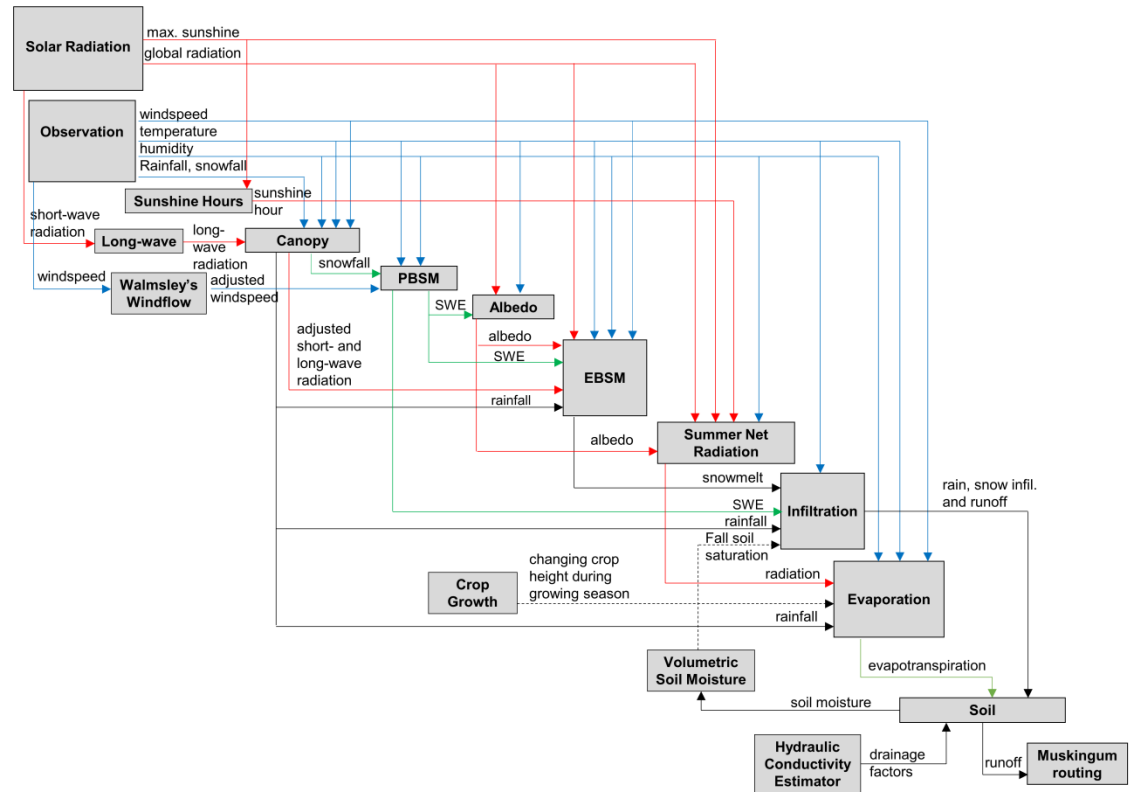 max. sunshine
Solar Radiation
global radiation
windspeed
Observation
temperature
humidity
Rainfall, snowfall
Sunshine Hours
sunshine
hour
short-wave
radiation
Long-wave
long-
wave
radiation
Canopy
snowfall
windspeed
Walmsley's
Windflow
adjusted
windspeed
PBSM
SWE
Albedo
adjusted
short- and
long-wave
radiation
albedo
SWE
EBSM
rainfall
albedo
Summer Net
Radiation
snowmelt
SWE
rainfall
Fall soil
saturation
Infiltration
rain, snow infil.
and runoff
changing crop
height during
growing season
Crop
Growth
radiation
Evaporation
rainfall
Volumetric
Soil Moisture
evapotranspiration
soil moisture
Soil
Hydraulic
Conductivity
Estimator
drainage
factors
runoff
Muskingum
routing